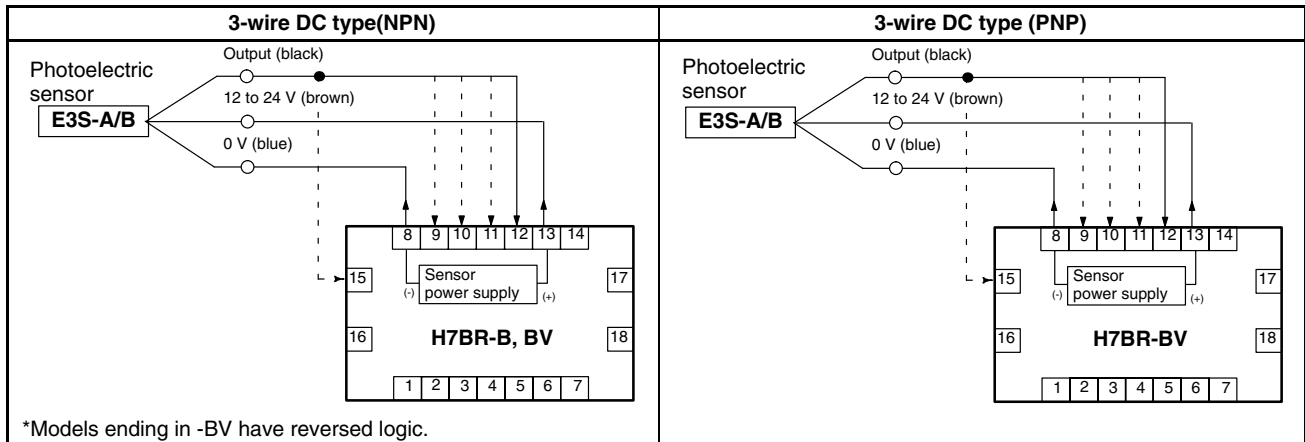 3-wire DC type(NPN)
Output (black)
Photoelectric
sensor
12 to 24 V (brown)
E3S-A/B
0 V (blue)
8 9 10 11 12 13 14
15
Sensor
power supply
(-)
(+)
17
16
H7BR-B, BV
18
1 2 3 4 5 6 7
*Models ending in -BV have reversed logic.
3-wire DC type (PNP)
Output (black)
Photoelectric
sensor
12 to 24 V (brown)
E3S-A/B
0 V (blue)
8 9 10 11 12 13 14
15
Sensor
power supply
(-)
(+)
17
16
H7BR-BV
18
1 2 3 4 5 6 7